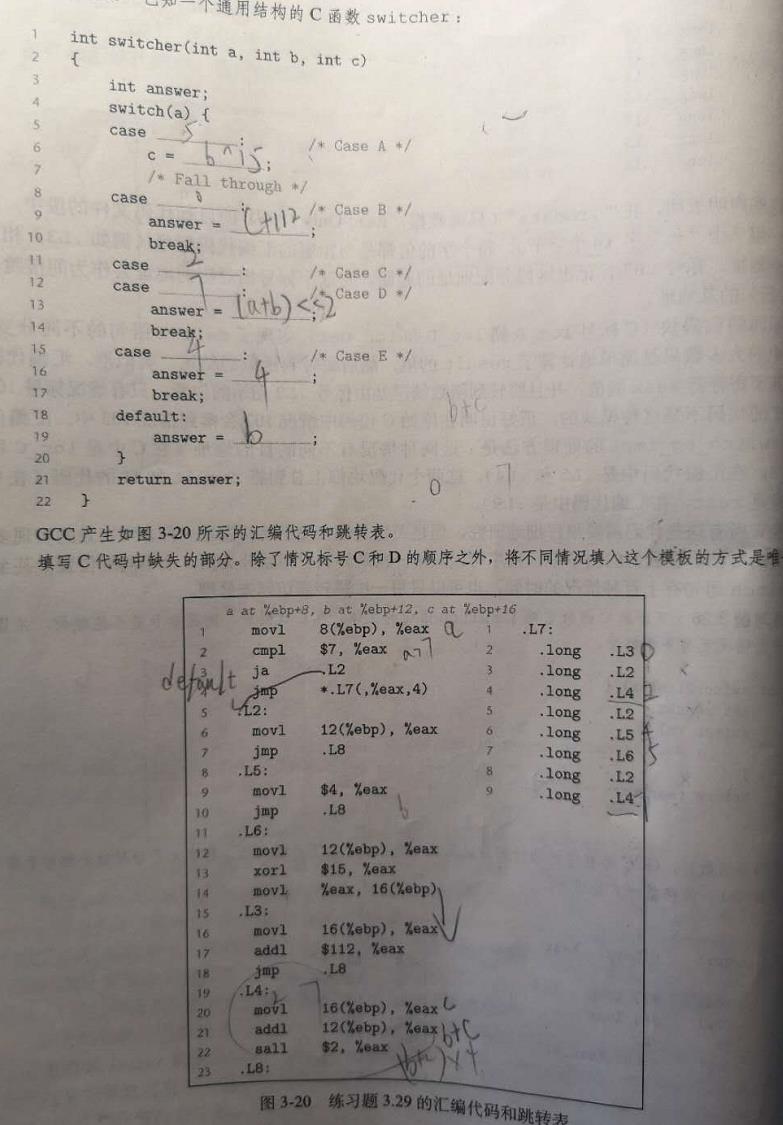 已知一个通用结构的 C 函数 switcher：
1 int switcher(int a, int b, int c)
2 {
3 int answer;
4 switch(a) {
5 case 5: /* Case A */
6 c = b^15;
7 /* Fall through */
8 case 0: /* Case B */
9 answer = C+112;
10 break;
11 case 2: /* Case C */
12 case 7: /* Case D */
13 answer = (a+b)<<2;
14 break;
15 case 4: /* Case E */
16 answer = 4;
17 break;
b+c
18 default:
19 answer = b;
20 }
21 return answer;
0 7
22 }
GCC 产生如图 3-20 所示的汇编代码和跳转表。
填写 C 代码中缺失的部分。除了情况标号 C 和 D 的顺序之外，将不同情况填入这个模板的方式是唯
a at %ebp+8, b at %ebp+12, c at %ebp+16
1 movl 8(%ebp), %eax a
2 cmpl $7, %eax a>7
3 ja .L2
default
4 jmp *.L7(,%eax,4)
5 .L2:
6 movl 12(%ebp), %eax
7 jmp .L8
8 .L5:
9 movl $4, %eax
10 jmp .L8 b
11 .L6:
12 movl 12(%ebp), %eax
13 xorl $15, %eax
14 movl %eax, 16(%ebp)
15 .L3:
16 movl 16(%ebp), %eax
17 addl $112, %eax
18 jmp .L8
19 .L4: 2 7
20 movl 16(%ebp), %eax C
21 addl 12(%ebp), %eax b+C
22 sall $2, %eax (b+c)×4
23 .L8:
1 .L7:
2 .long .L3 0
3 .long .L2
4 .long .L4 2
5 .long .L2
6 .long .L5 4
7 .long .L6 5
8 .long .L2
9 .long .L4 7
图 3-20 练习题 3.29 的汇编代码和跳转表